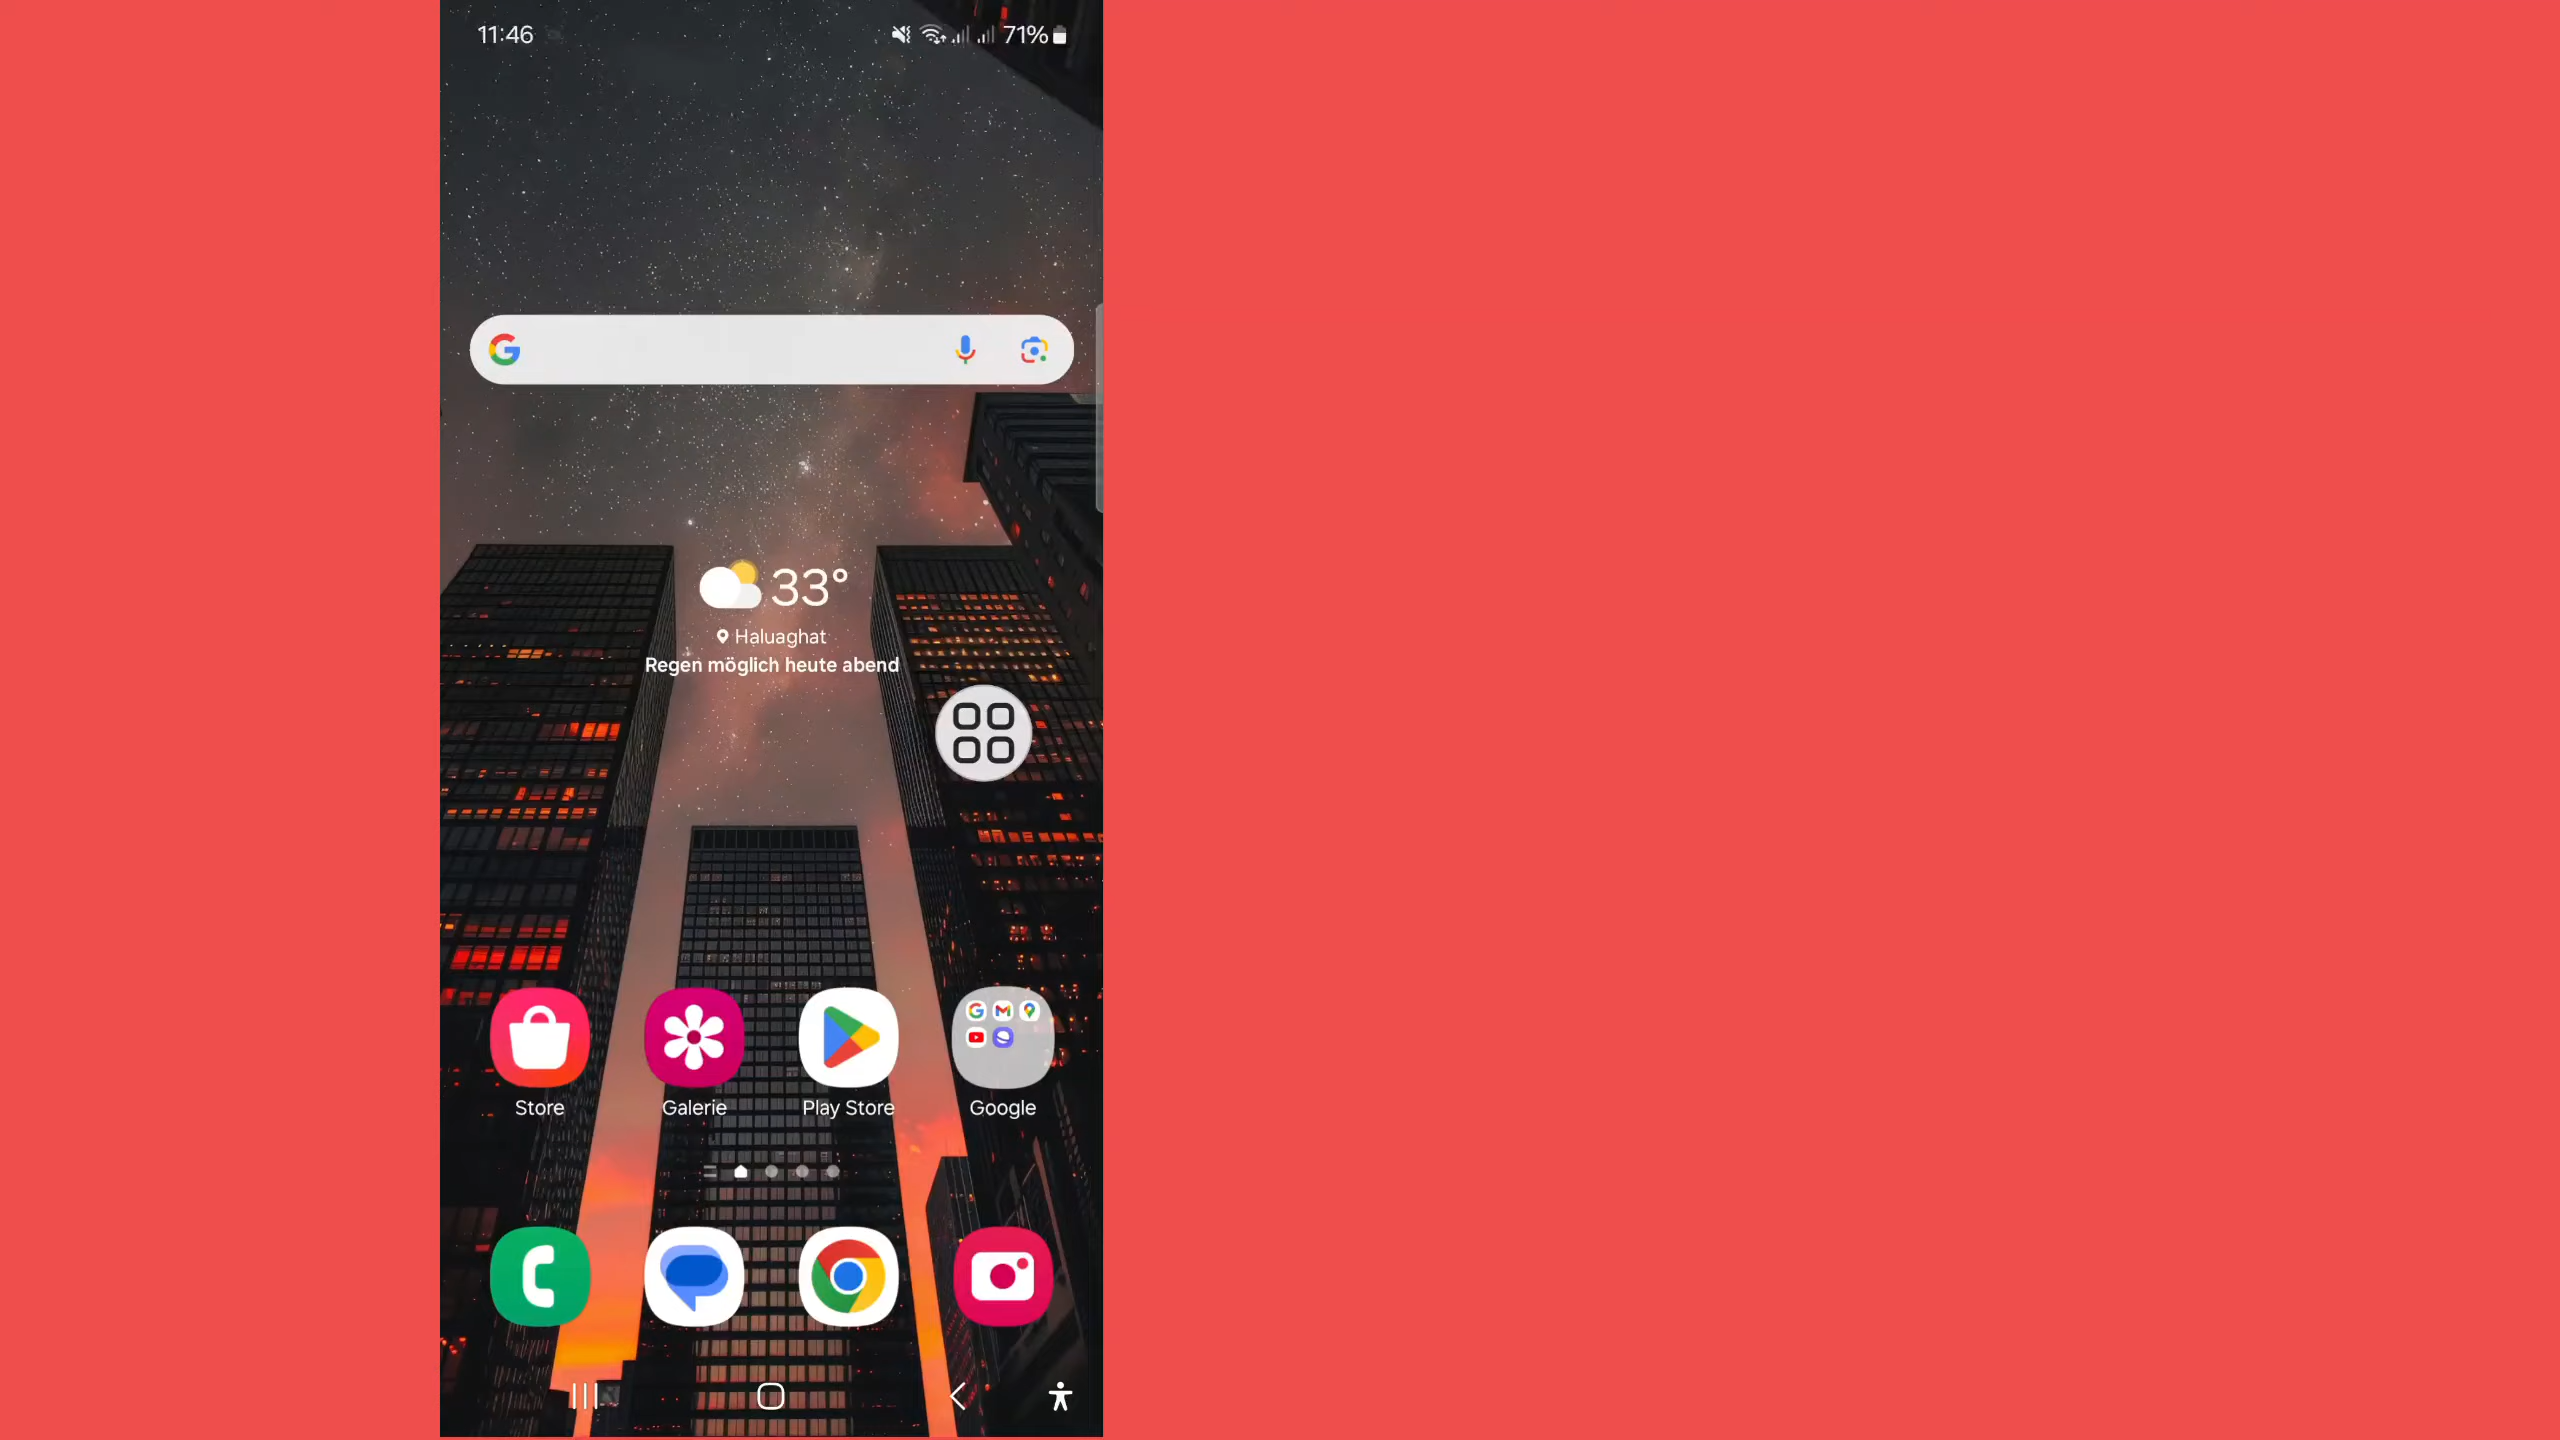 11:46
71%
33°
Haluaghat
Regen möglich heute abend
Store
Galerie
Play Store
Google